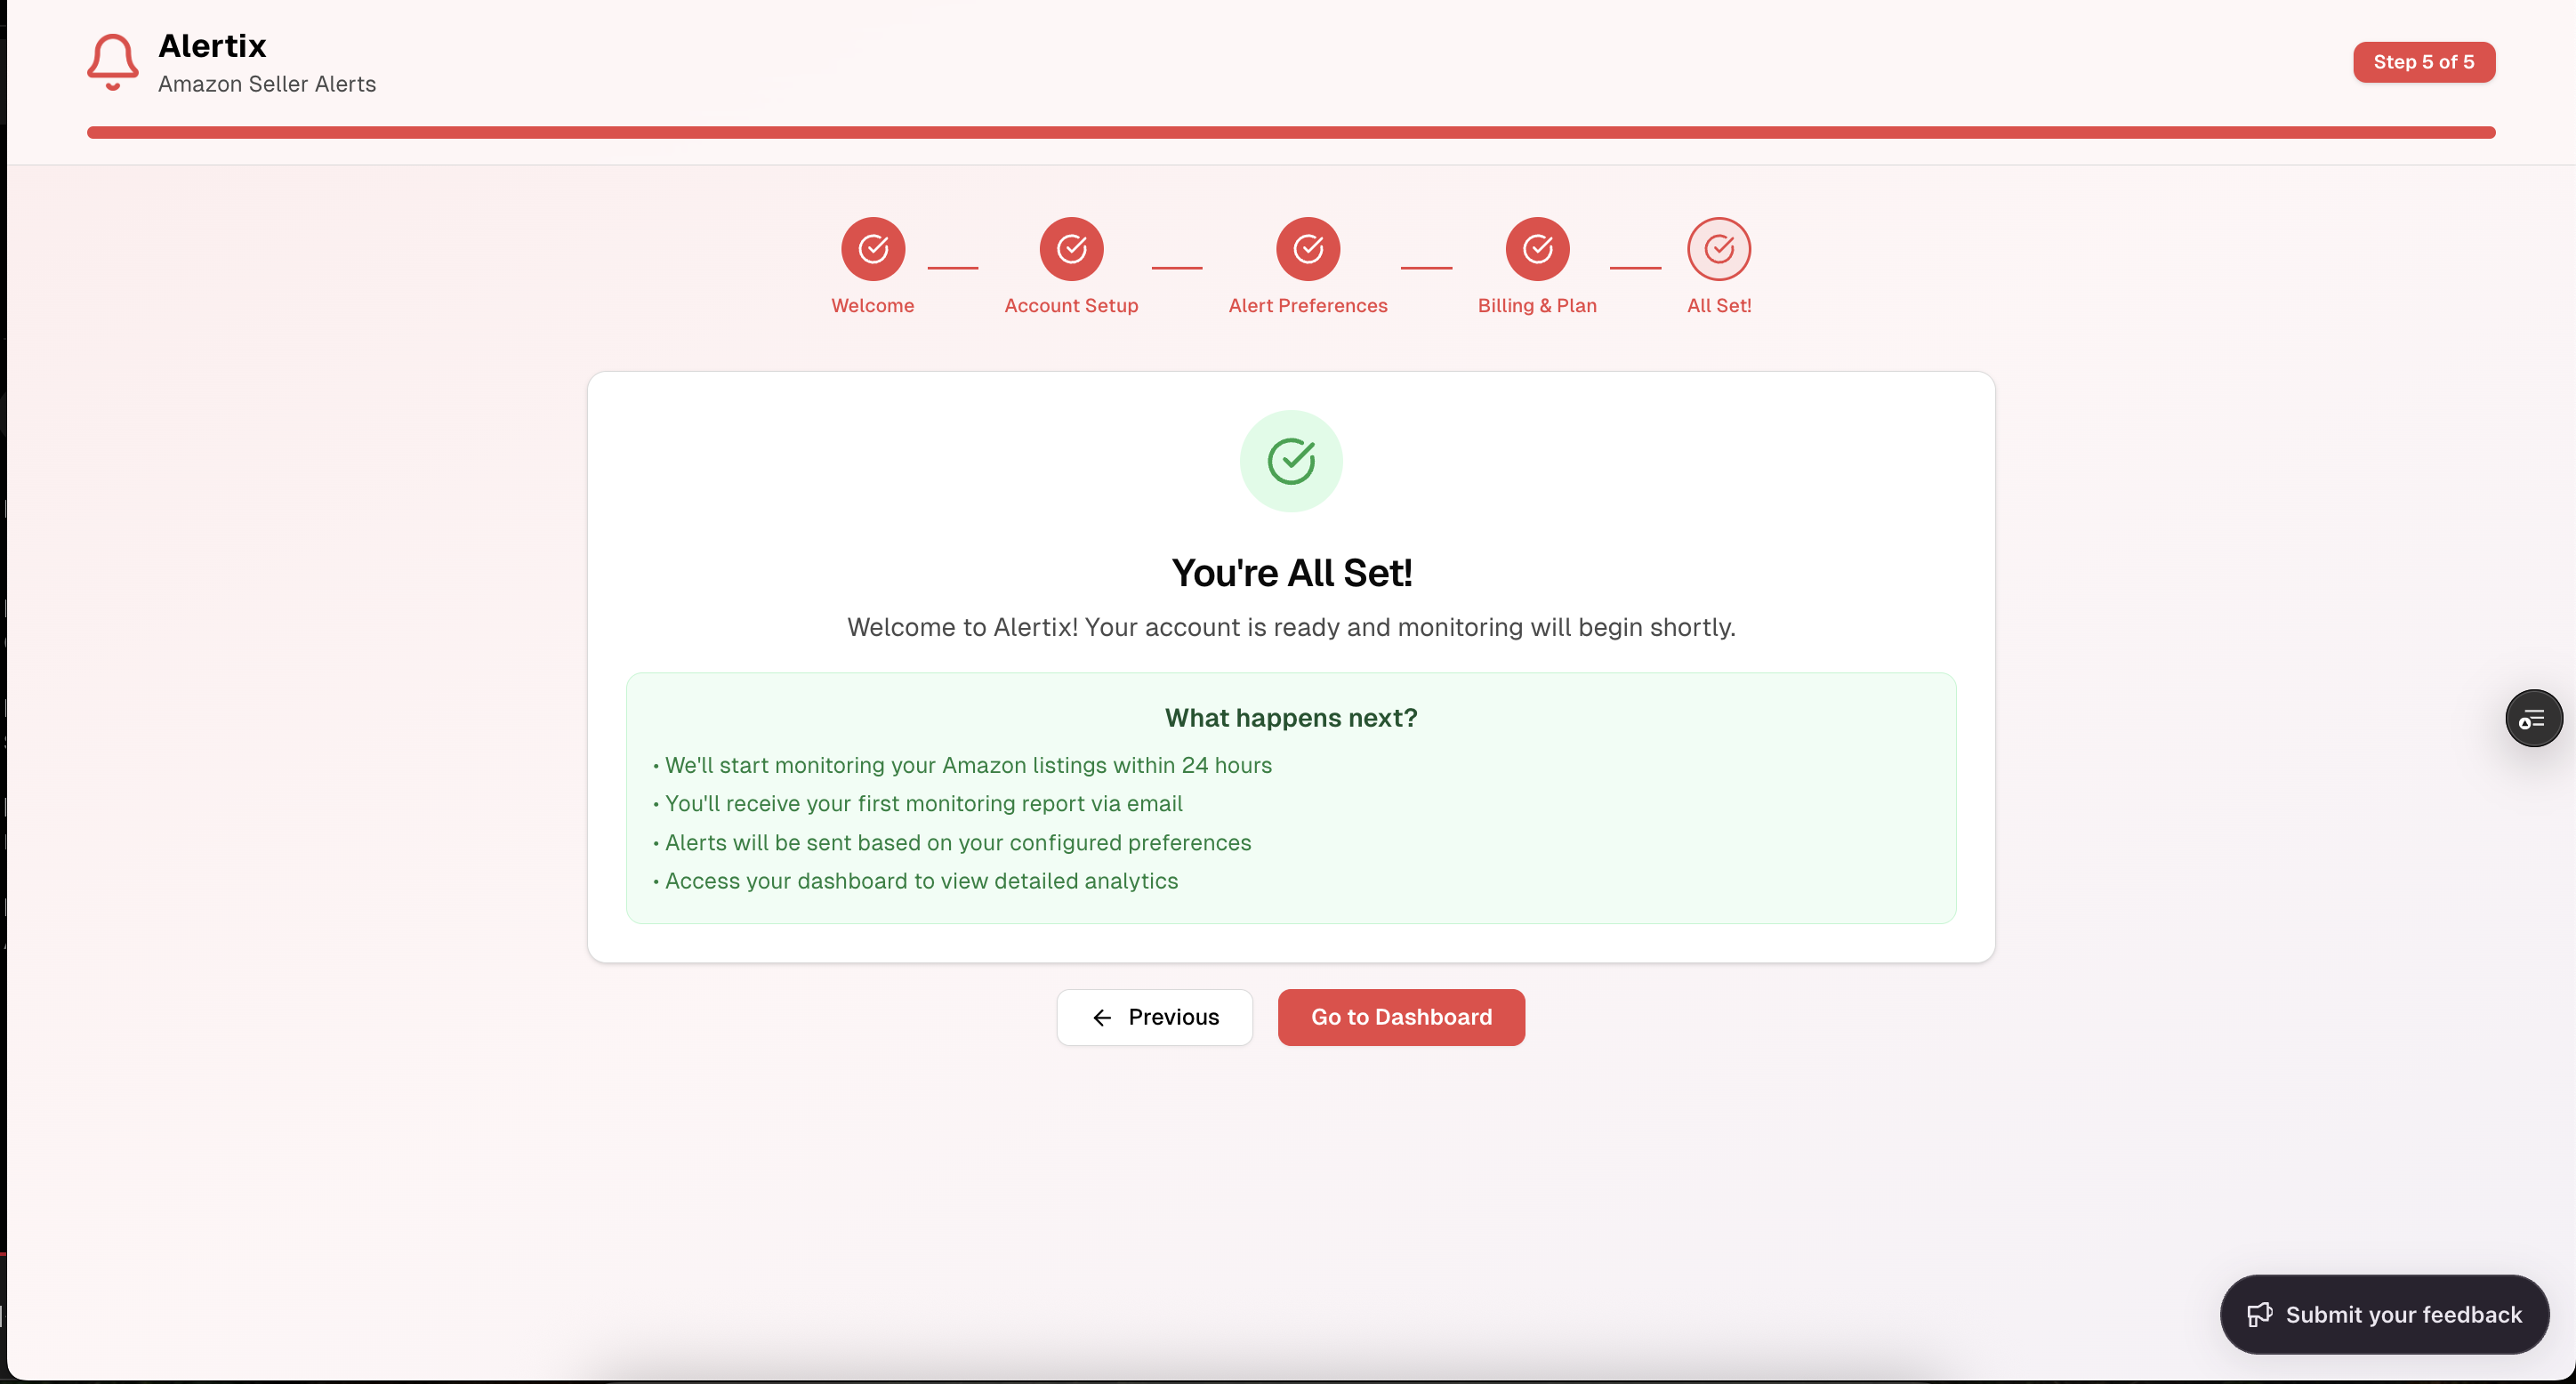 Alertix
Amazon Seller Alerts
Step 5 of 5
Welcome
Account Setup
Alert Preferences
Billing & Plan
All Set!
You're All Set!
Welcome to Alertix! Your account is ready and monitoring will begin shortly.
What happens next?
• We'll start monitoring your Amazon listings within 24 hours
• You'll receive your first monitoring report via email
• Alerts will be sent based on your configured preferences
• Access your dashboard to view detailed analytics
Previous
Go to Dashboard
Submit your feedback